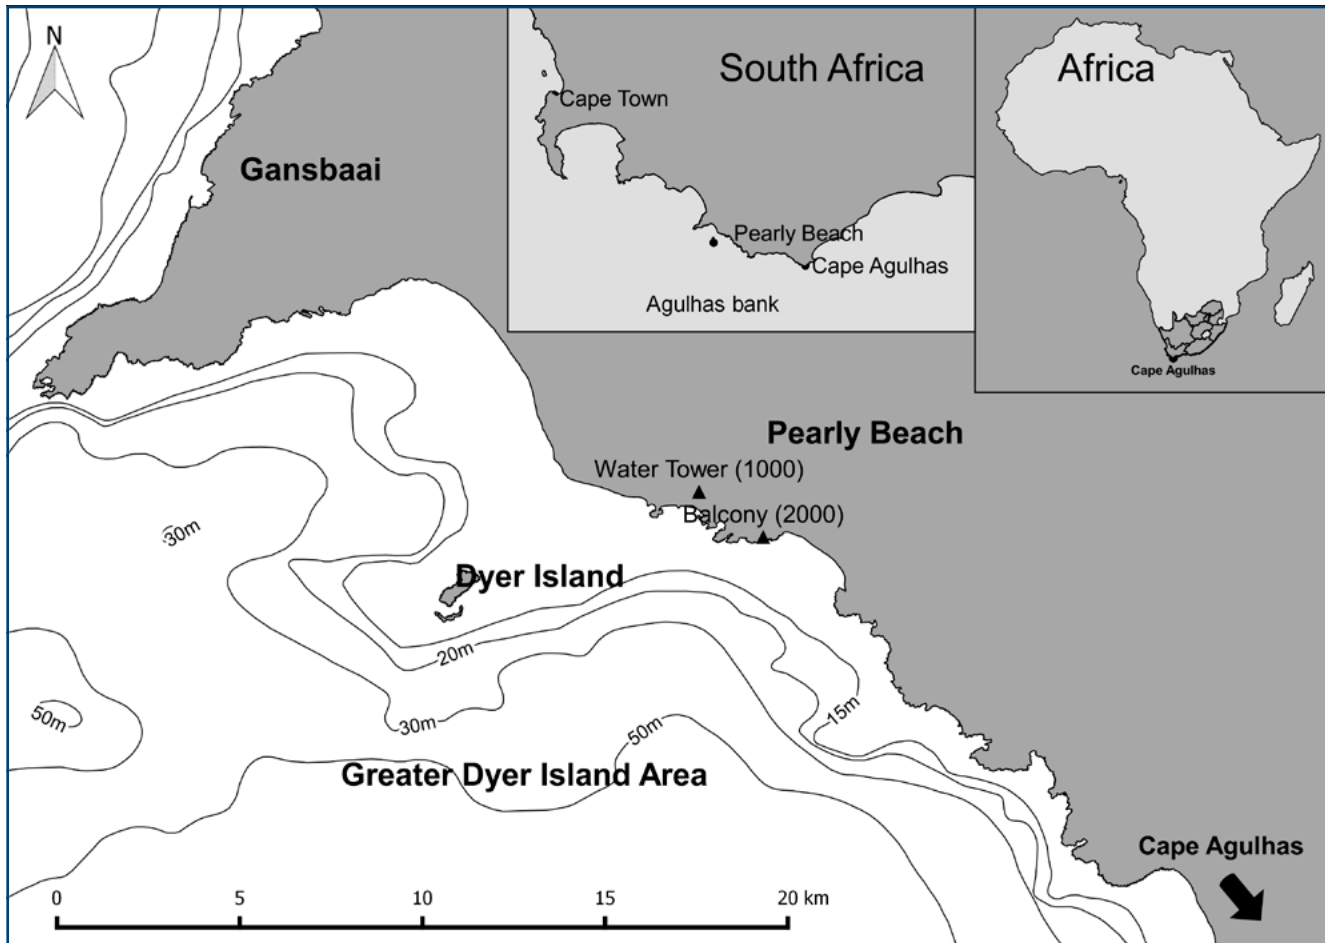 N
South Africa
Africa
Cape Town
Gansbaai
Pearly Beach
Cape Agulhas
Agulhas bank
Cape Agulhas
Pearly Beach
Water Tower (1000)
Balcony (2000)
30m
Dyer Island
20m
30m
50m
15m
50m
Greater Dyer Island Area
Cape Agulhas
0 5 10 15 20 km